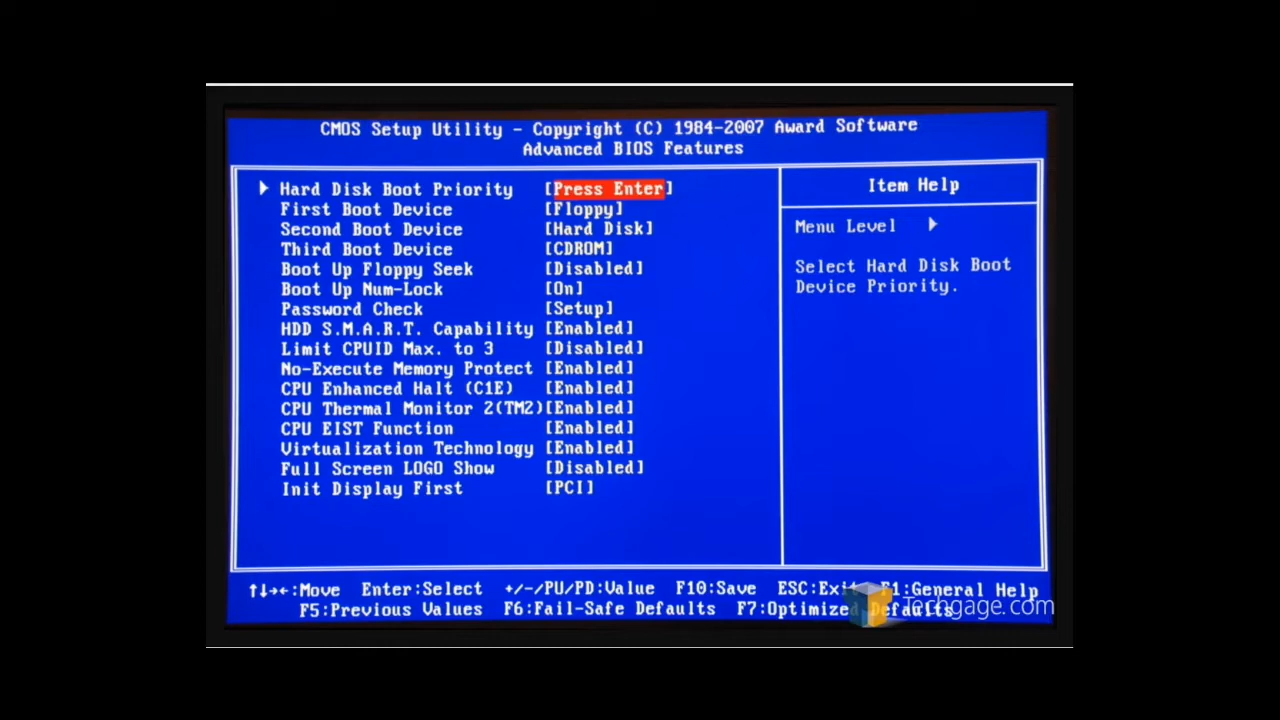 CMOS Setup Utility - Copyright (C) 1984-2007 Award Software
Advanced BIOS Features
Hard Disk Boot Priority [Press Enter]
First Boot Device [Floppy]
Second Boot Device [Hard Disk]
Third Boot Device [CDROM]
Boot Up Floppy Seek [Disabled]
Boot Up Num-Lock [On]
Password Check [Setup]
HDD S.M.A.R.T. Capability [Enabled]
Limit CPUID Max. to 3 [Disabled]
No-Execute Memory Protect [Enabled]
CPU Enhanced Halt (C1E) [Enabled]
CPU Thermal Monitor 2(TM2)[Enabled]
CPU EIST Function [Enabled]
Virtualization Technology [Enabled]
Full Screen LOGO Show [Disabled]
Init Display First [PCI]
Item Help
Menu Level
Select Hard Disk Boot
Device Priority.
↑↓→←:Move Enter:Select +/-/PU/PD:Value F10:Save ESC:Exit F1:General Help
F5:Previous Values F6:Fail-Safe Defaults F7:Optimized Defaults
Techgage.com